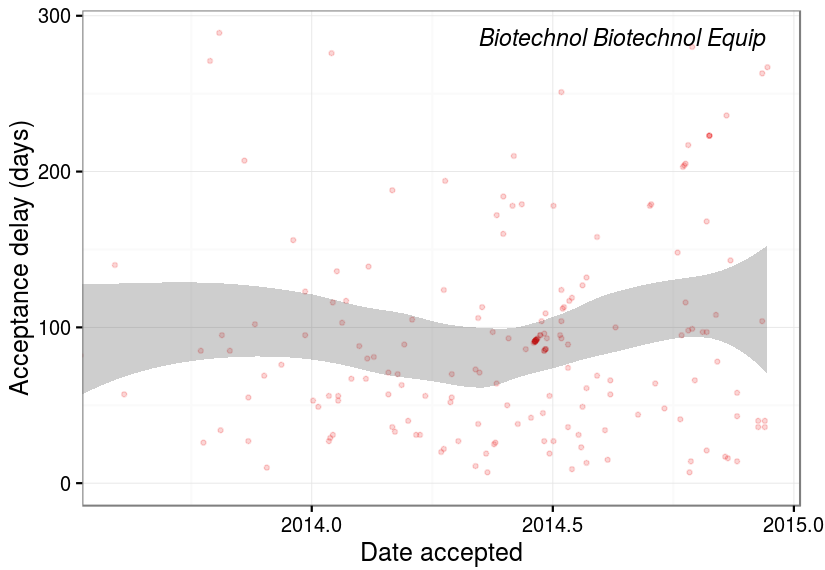 Biotechnol Biotechnol Equip
Acceptance delay (days)
300
200
100
0
2014.0 2014.5 2015.0
Date accepted